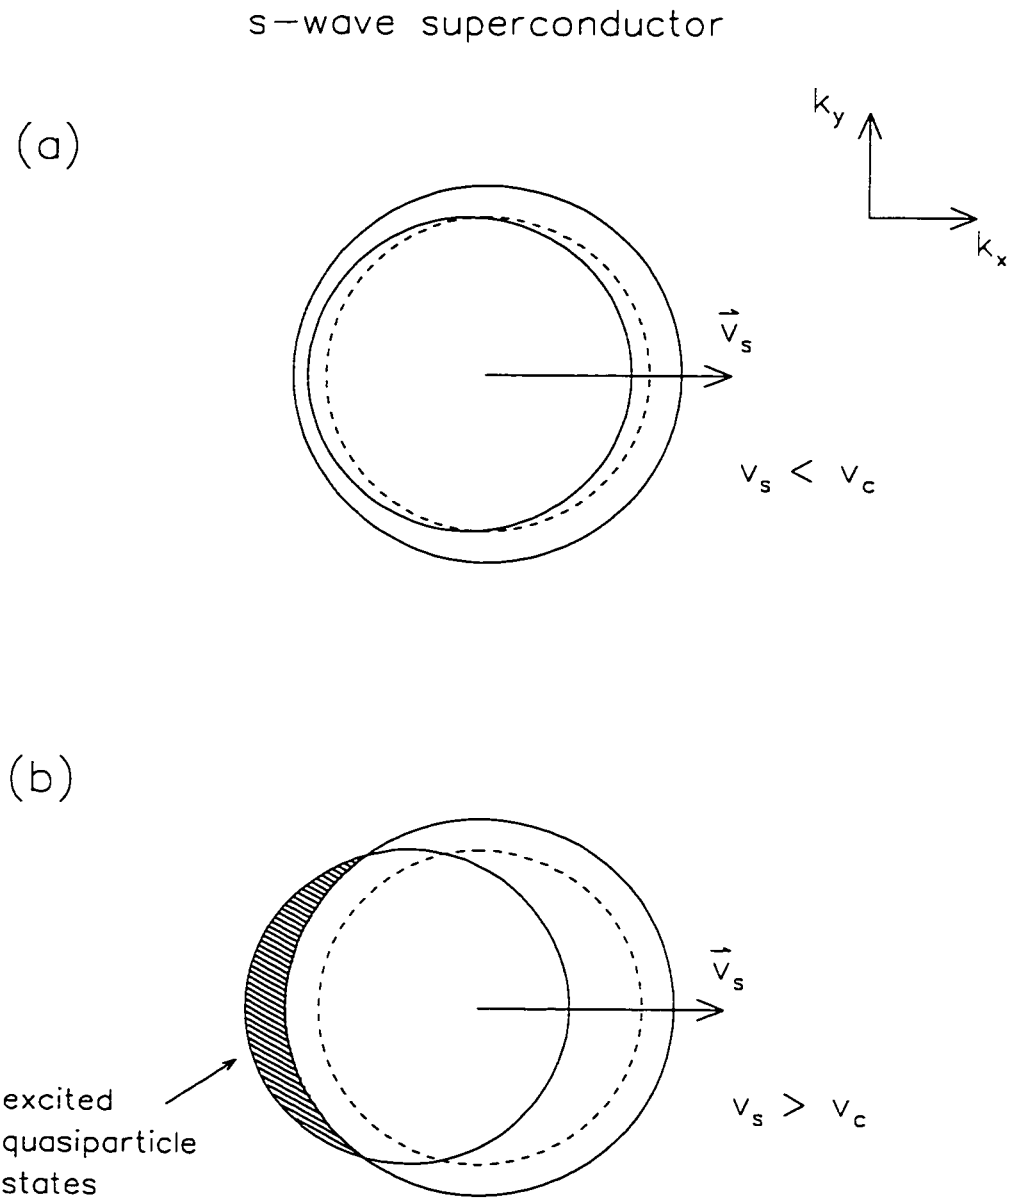 s-wave superconductor
(a)
k_y
k_x
v⃗_s
v_s < v_c
(b)
v⃗_s
v_s > v_c
excited
quasiparticle
states